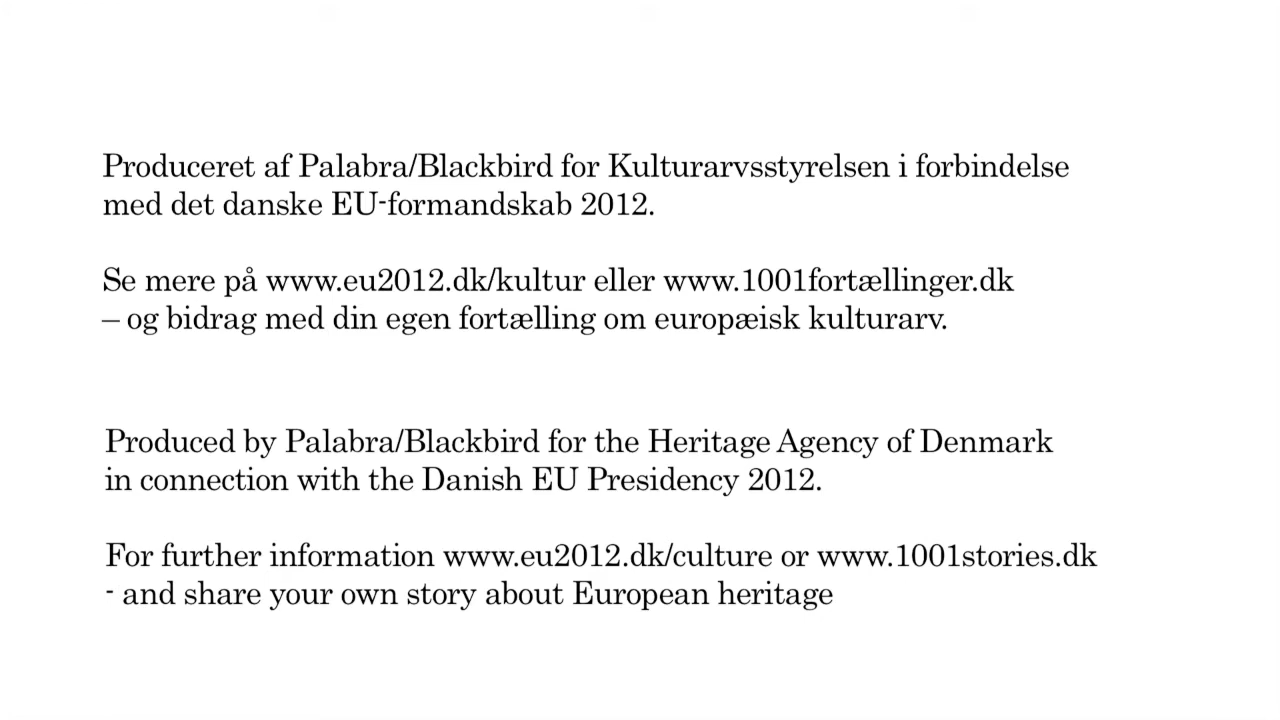 Produceret af Palabra/Blackbird for Kulturarvsstyrelsen i forbindelse
med det danske EU-formandskab 2012.
Se mere på www.eu2012.dk/kultur eller www.1001fortællinger.dk
– og bidrag med din egen fortælling om europæisk kulturarv.
Produced by Palabra/Blackbird for the Heritage Agency of Denmark
in connection with the Danish EU Presidency 2012.
For further information www.eu2012.dk/culture or www.1001stories.dk
- and share your own story about European heritage